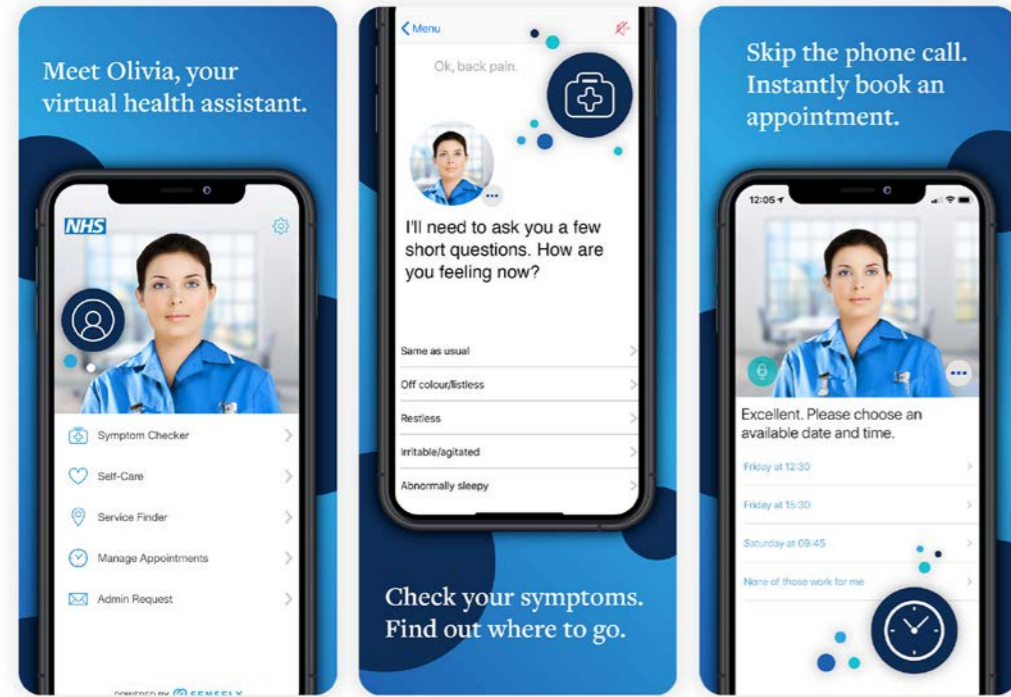 Meet Olivia, your
virtual health assistant.
NHS
Symptom Checker
Self-Care
Service Finder
Manage Appointments
Admin Request
POWERED BY SENSELY
Menu
Ok, back pain.
I'll need to ask you a few
short questions. How are
you feeling now?
Same as usual
Off colour/listless
Restless
Irritable/agitated
Abnormally sleepy
Check your symptoms.
Find out where to go.
Skip the phone call.
Instantly book an
appointment.
12:05
Excellent. Please choose an
available date and time.
Friday at 12:30
Friday at 15:30
Saturday at 09:45
None of those work for me